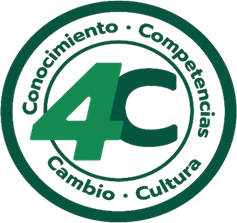 Conocimiento · Competencias
4C
Cambio · Cultura